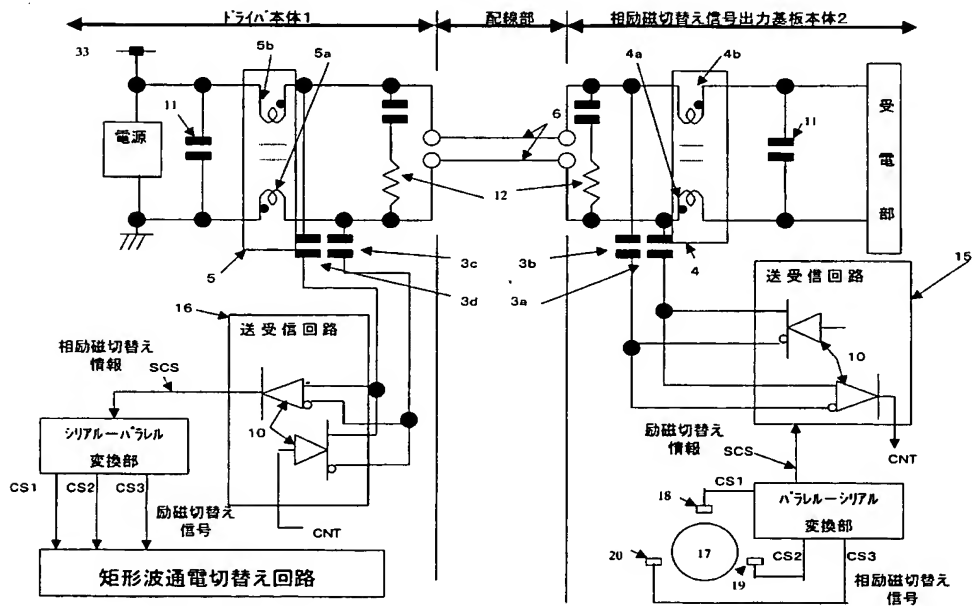 ドライバ本体1
配線部
相励磁切替え信号出力基板本体2
33
5b
5a
4a
4b
11
電源
12
6
11
受電部
5
3c
3d
3b
3a
4
15
16
送受信回路
送受信回路
相励磁切替え
情報
SCS
10
10
シリアルーパラレル
変換部
CS1
CS2
CS3
励磁切替え
信号
CNT
矩形波通電切替え回路
励磁切替え
情報
SCS
CNT
CS1
18
パラレルーシリアル
変換部
20
17
19
CS2
CS3
相励磁切替え
信号